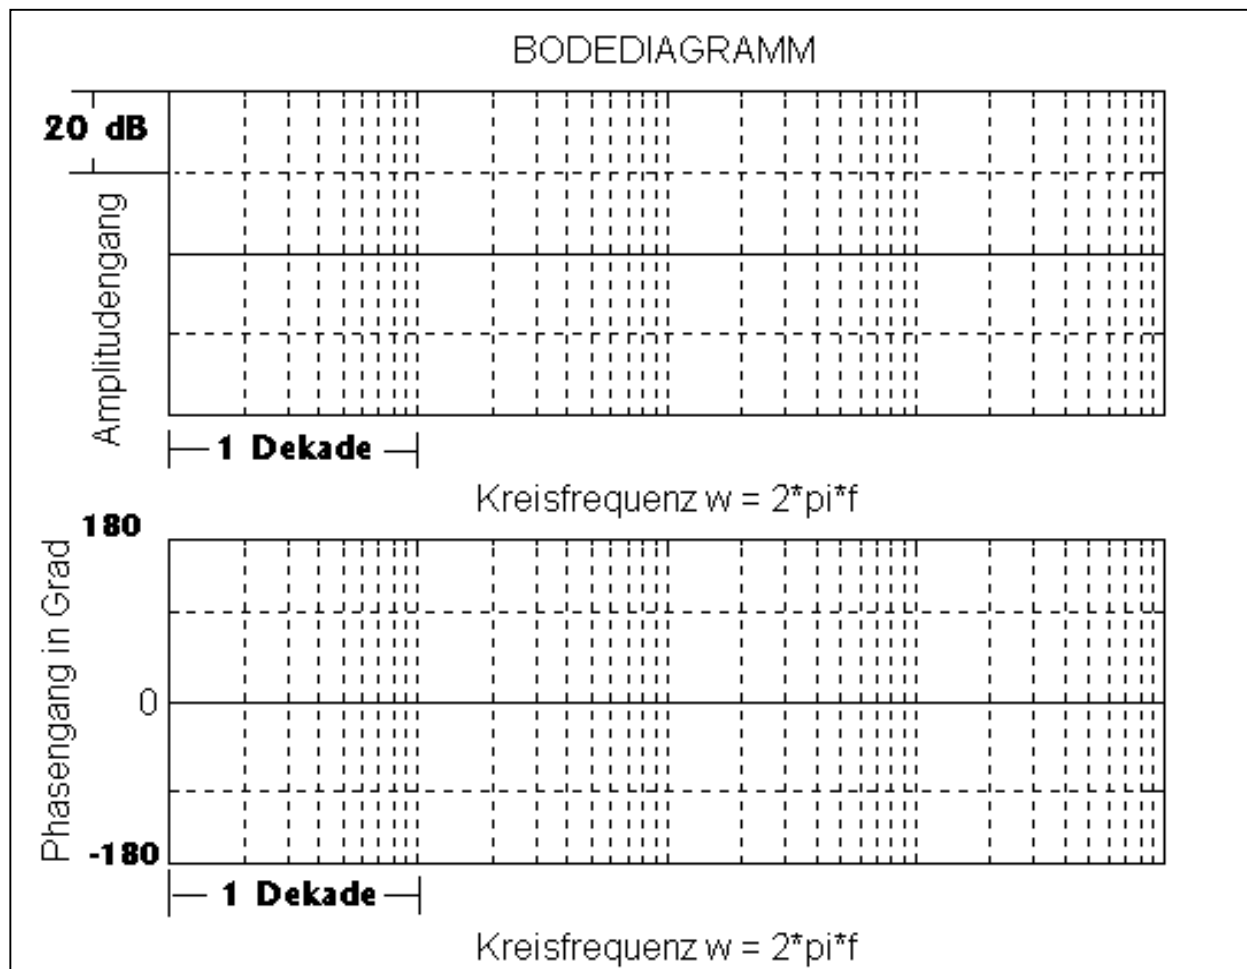 BODEDIAGRAMM
20 dB
Amplitudengang
1 Dekade
Kreisfrequenz w = 2*pi*f
180
Phasengang in Grad
0
-180
1 Dekade
Kreisfrequenz w = 2*pi*f